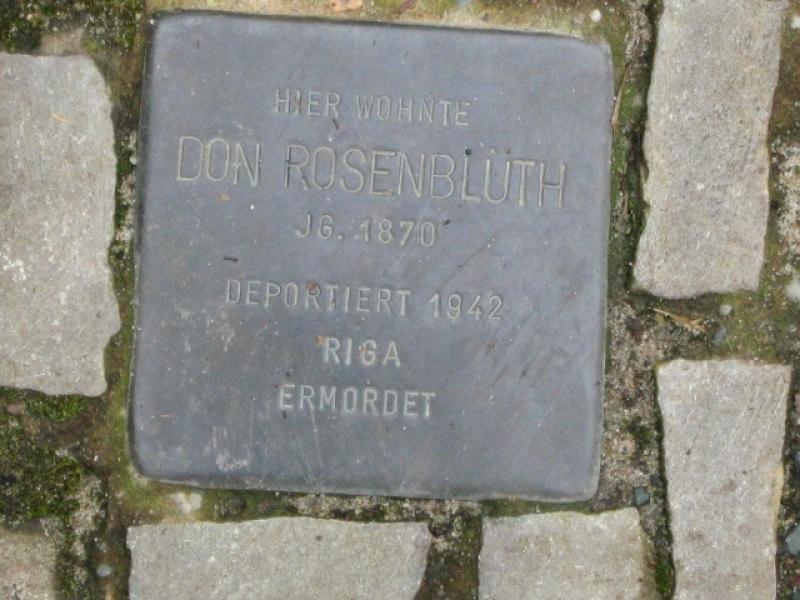 HIER WOHNTE
DON ROSENBLÜTH
JG. 1870
DEPORTIERT 1942
RIGA
ERMORDET